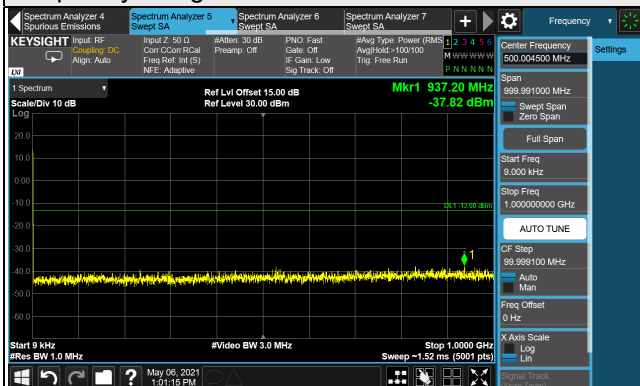 Spectrum Analyzer 4
Spurious Emissions
Spectrum Analyzer 5
Swept SA
Spectrum Analyzer 6
Swept SA
Spectrum Analyzer 7
Swept SA
+
Frequency
KEYSIGHT
Input: RF
Coupling: DC
Align: Auto
Input Z: 50 Ω
Corr CCorr RCal
Freq Ref: Int (S)
NFE: Adaptive
#Atten: 30 dB
Preamp: Off
PNO: Fast
Gate: Off
IF Gain: Low
Sig Track: Off
#Avg Type: Power (RMS
Avg|Hold:>100/100
Trig: Free Run
1 2 3 4 5 6
M W W W W W
P N N N N N
LXI
1 Spectrum
Scale/Div 10 dB
Log
Ref Lvl Offset 15.00 dB
Ref Level 30.00 dBm
Mkr1 937.20 MHz
-37.82 dBm
20.0
10.0
0.00
-10.0
DL1 -13.00 dBm
-20.0
-30.0
1
-40.0
-50.0
-60.0
Start 9 kHz
#Res BW 1.0 MHz
#Video BW 3.0 MHz
Stop 1.0000 GHz
Sweep ~1.52 ms (5001 pts)
May 06, 2021
1:01:15 PM
?
Center Frequency
500.004500 MHz
Settings
Span
999.991000 MHz
Swept Span
Zero Span
Full Span
Start Freq
9.000 kHz
Stop Freq
1.000000000 GHz
AUTO TUNE
CF Step
99.999100 MHz
Auto
Man
Freq Offset
0 Hz
X Axis Scale
Log
Lin
Signal Track